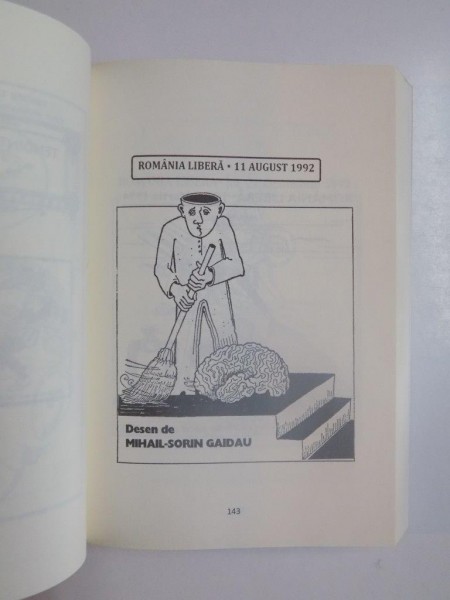 ROMÂNIA LIBERĂ • 11 AUGUST 1992
Desen de
MIHAIL-SORIN GAIDAU
143